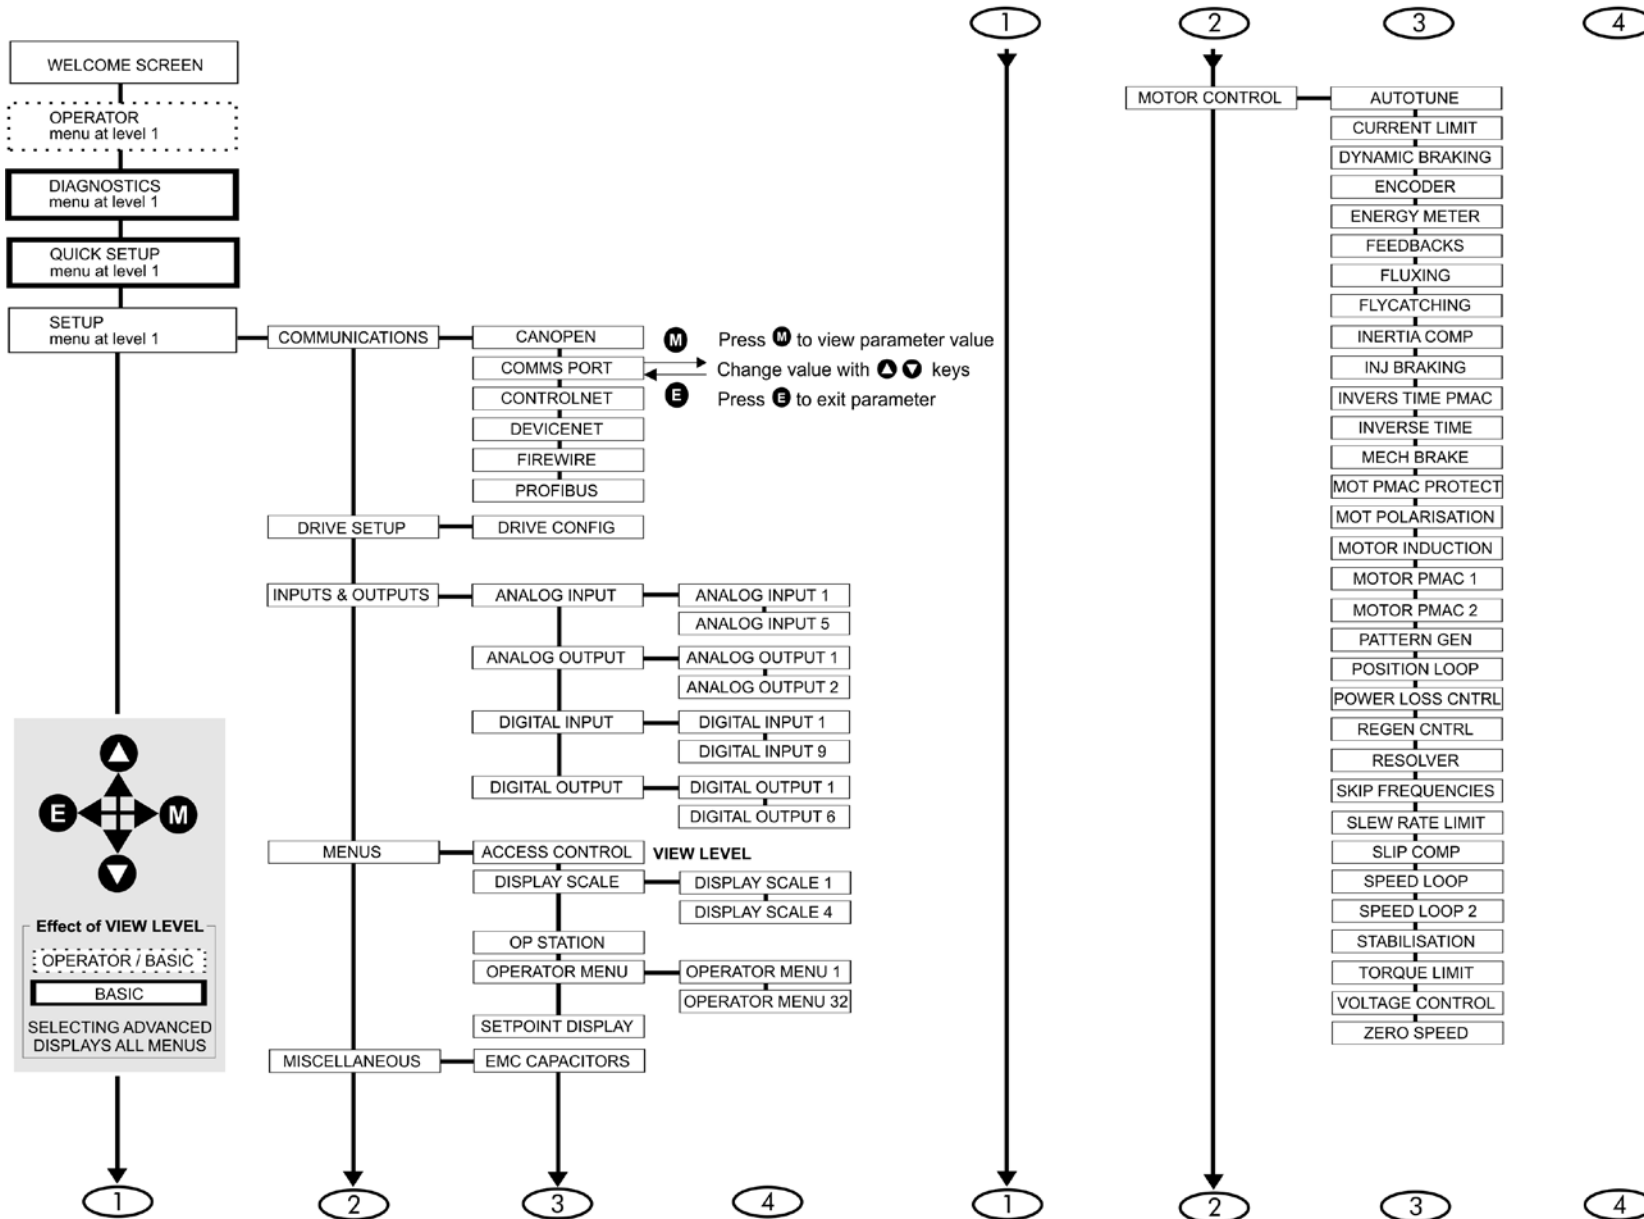 1
2
3
4
WELCOME SCREEN
OPERATOR
menu at level 1
DIAGNOSTICS
menu at level 1
QUICK SETUP
menu at level 1
SETUP
menu at level 1
COMMUNICATIONS
CANOPEN
COMMS PORT
CONTROLNET
DEVICENET
FIREWIRE
PROFIBUS
M Press M to view parameter value
Change value with keys
E Press E to exit parameter
DRIVE SETUP
DRIVE CONFIG
INPUTS & OUTPUTS
ANALOG INPUT
ANALOG INPUT 1
ANALOG INPUT 5
ANALOG OUTPUT
ANALOG OUTPUT 1
ANALOG OUTPUT 2
DIGITAL INPUT
DIGITAL INPUT 1
DIGITAL INPUT 9
DIGITAL OUTPUT
DIGITAL OUTPUT 1
DIGITAL OUTPUT 6
MENUS
ACCESS CONTROL
VIEW LEVEL
DISPLAY SCALE
DISPLAY SCALE 1
DISPLAY SCALE 4
OP STATION
OPERATOR MENU
OPERATOR MENU 1
OPERATOR MENU 32
SETPOINT DISPLAY
MISCELLANEOUS
EMC CAPACITORS
E
M
Effect of VIEW LEVEL
OPERATOR / BASIC
BASIC
SELECTING ADVANCED
DISPLAYS ALL MENUS
MOTOR CONTROL
AUTOTUNE
CURRENT LIMIT
DYNAMIC BRAKING
ENCODER
ENERGY METER
FEEDBACKS
FLUXING
FLYCATCHING
INERTIA COMP
INJ BRAKING
INVERS TIME PMAC
INVERSE TIME
MECH BRAKE
MOT PMAC PROTECT
MOT POLARISATION
MOTOR INDUCTION
MOTOR PMAC 1
MOTOR PMAC 2
PATTERN GEN
POSITION LOOP
POWER LOSS CNTRL
REGEN CNTRL
RESOLVER
SKIP FREQUENCIES
SLEW RATE LIMIT
SLIP COMP
SPEED LOOP
SPEED LOOP 2
STABILISATION
TORQUE LIMIT
VOLTAGE CONTROL
ZERO SPEED
1
2
3
4
1
2
3
4